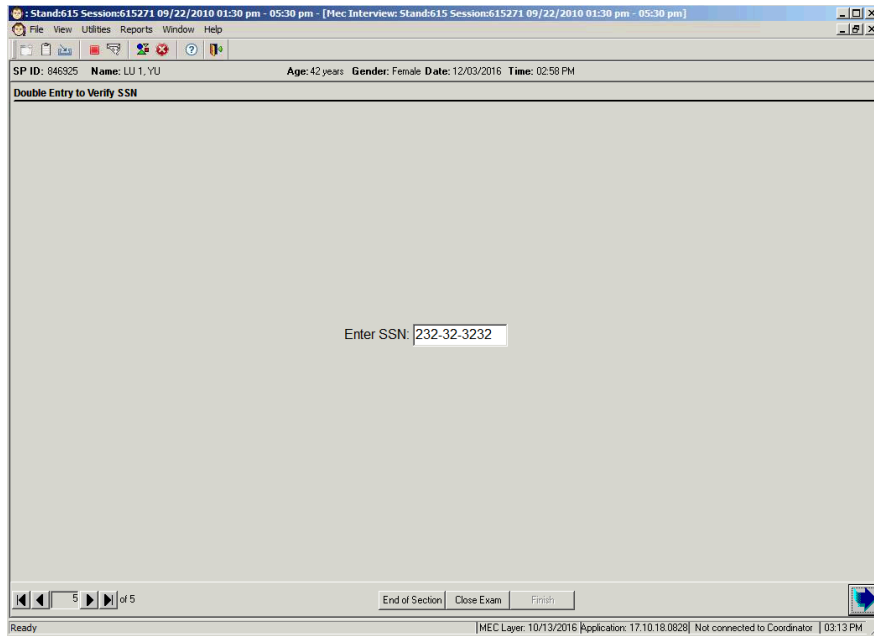 : Stand:615 Session:615271 09/22/2010 01:30 pm - 05:30 pm - [Mec Interview: Stand:615 Session:615271 09/22/2010 01:30 pm - 05:30 pm]
File View Utilities Reports Window Help
SP ID: 846925 Name: LU 1, YU Age: 42 years Gender: Female Date: 12/03/2016 Time: 02:58 PM
Double Entry to Verify SSN
Enter SSN: 232-32-3232
5 of 5 End of Section Close Exam Finish
Ready MEC Layer: 10/13/2016 Application: 17.10.18.0828 Not connected to Coordinator 03:13 PM